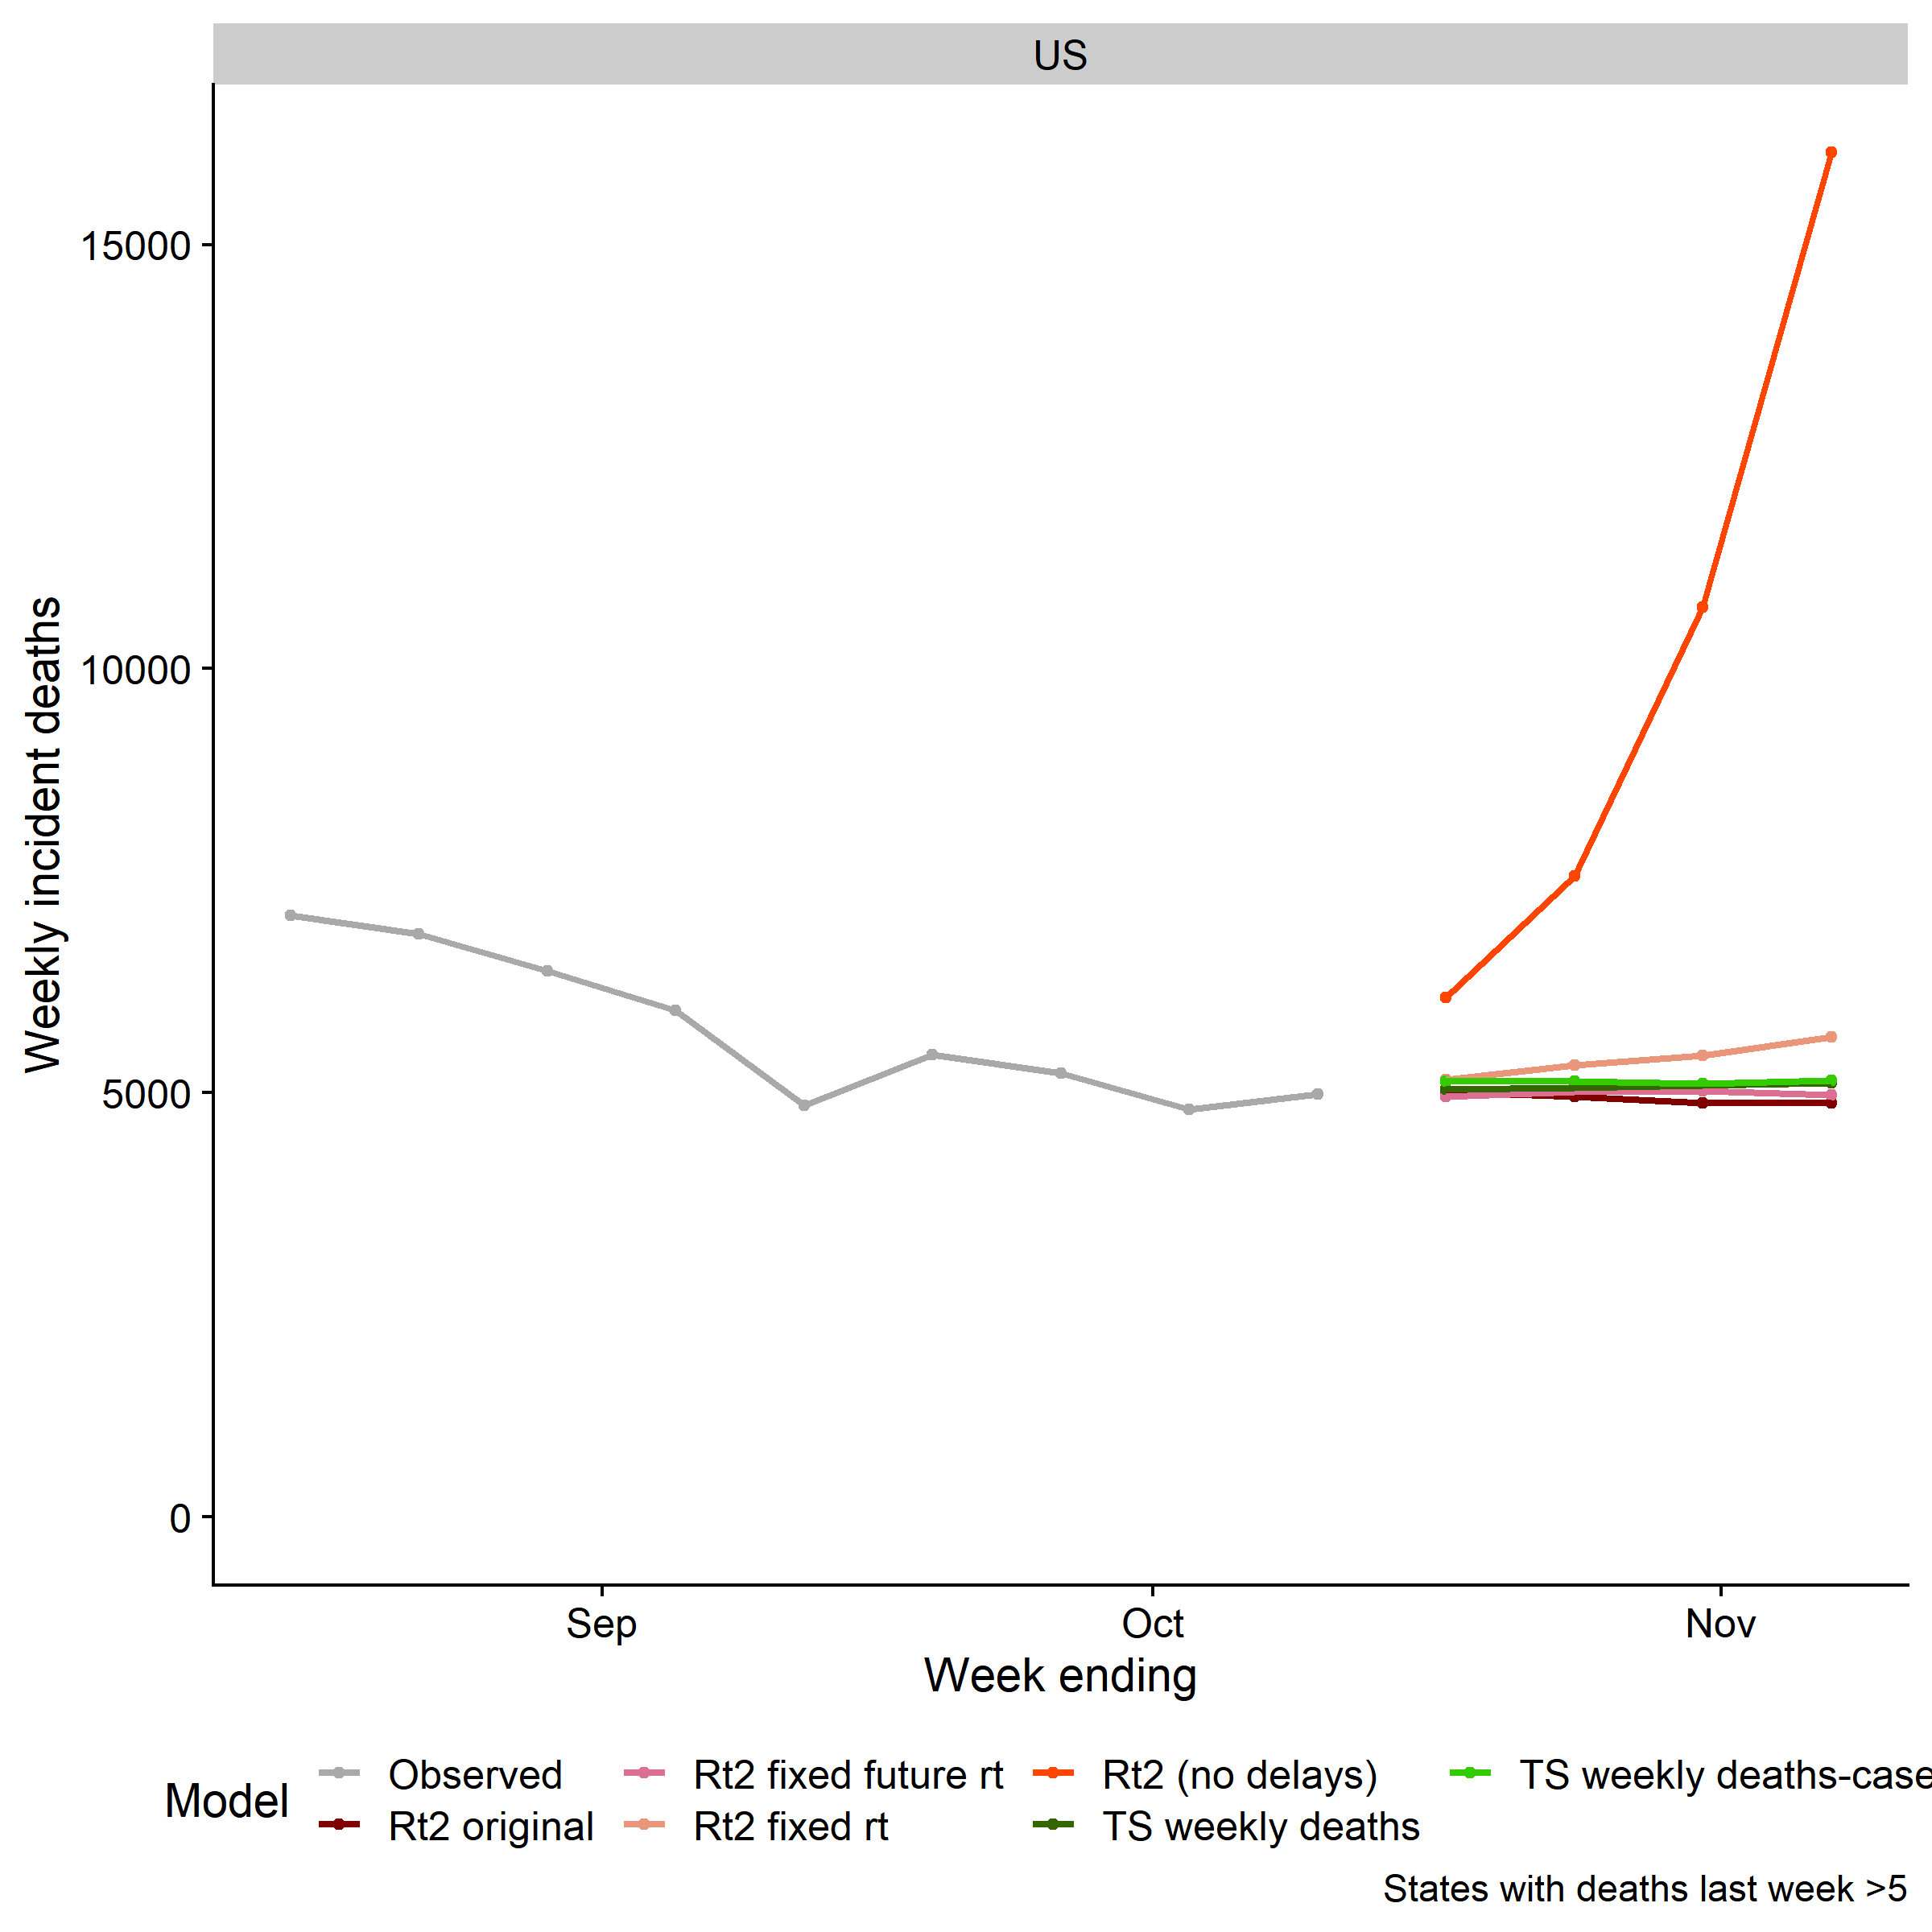 US
Weekly incident deaths
15000
10000
5000
0
Sep Oct Nov
Week ending
Model
Observed Rt2 fixed future rt Rt2 (no delays) TS weekly deaths-case
Rt2 original Rt2 fixed rt TS weekly deaths
States with deaths last week >5